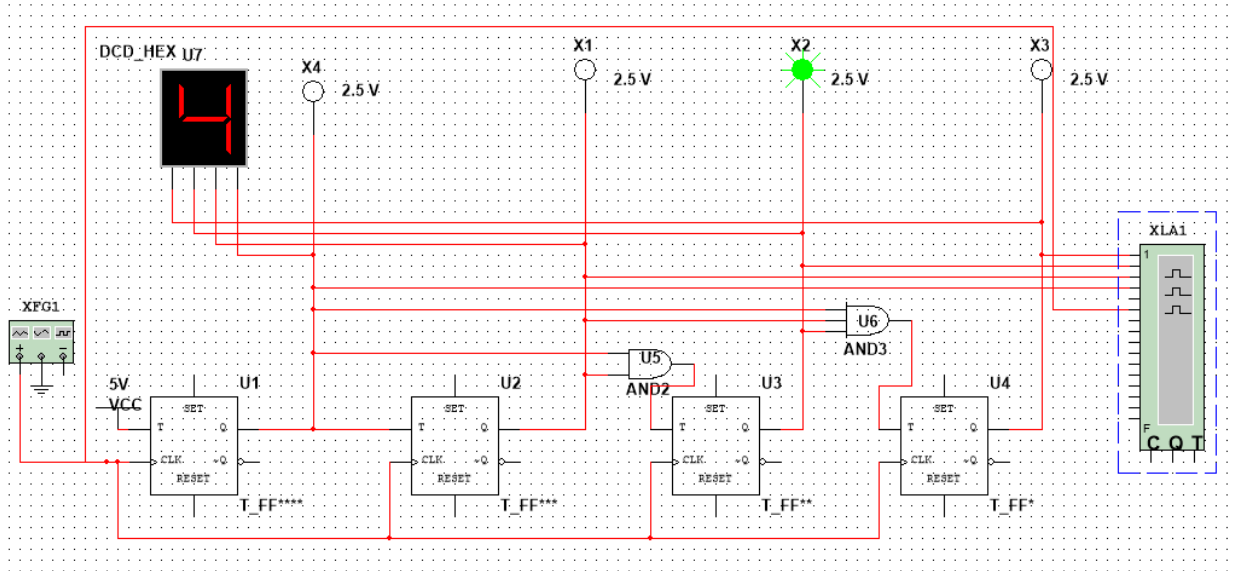 DCD_HEX U7
4
X4
2.5 V
X1
2.5 V
X2
2.5 V
X3
2.5 V
XLA1
1
F
C Q T
XFG1
+
−
U6
AND3
U5
AND2
5V
VCC
U1
SET
T
Q
CLK
~Q
RESET
T_FF****
U2
SET
T
Q
CLK
~Q
RESET
T_FF***
U3
SET
T
Q
CLK
~Q
RESET
T_FF**
U4
SET
T
Q
CLK
~Q
RESET
T_FF*